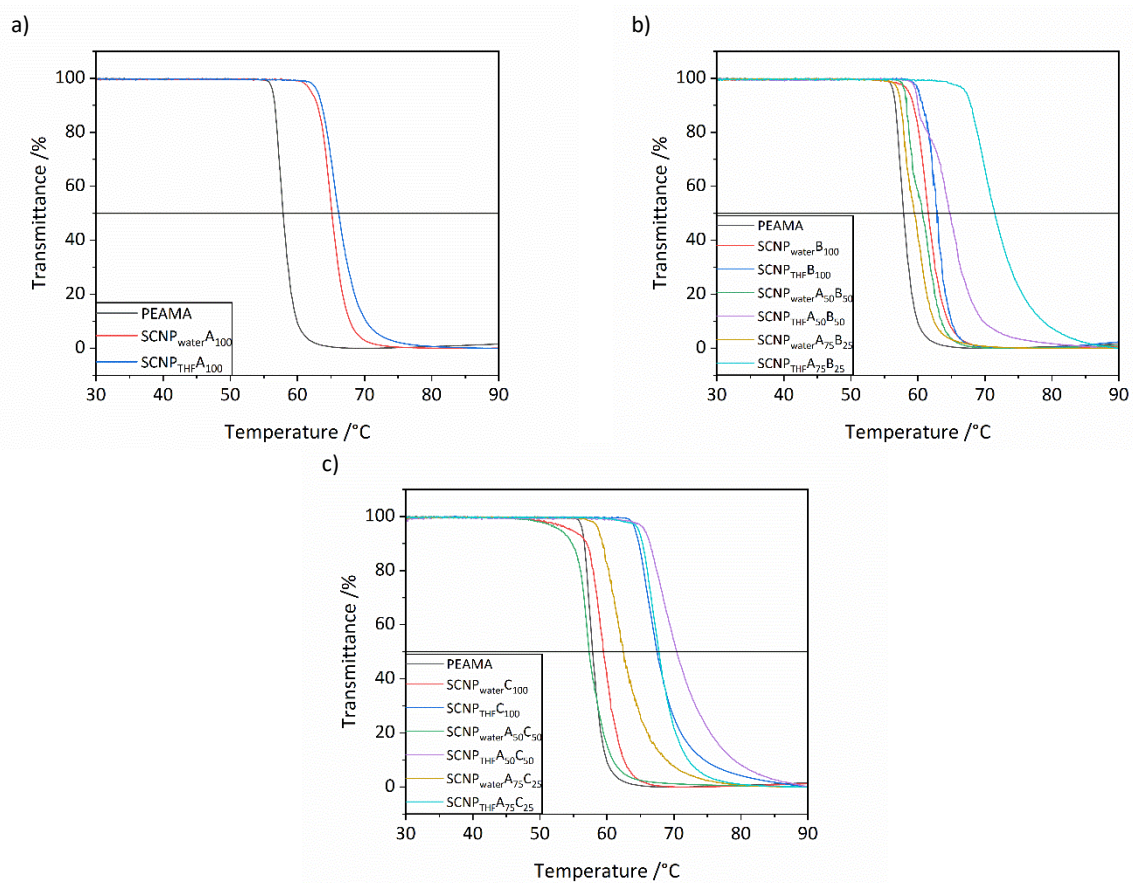 a)
Transmittance /%
100
80
60
40
20
0
PEAMA
SCNPwaterA100
SCNPTHFA100
30 40 50 60 70 80 90
Temperature /°C
b)
Transmittance /%
100
80
60
40
20
0
PEAMA
SCNPwaterB100
SCNPTHFB100
SCNPwaterA50B50
SCNPTHFA50B50
SCNPwaterA75B25
SCNPTHFA75B25
30 40 50 60 70 80 90
Temperature /°C
c)
Transmittance /%
100
80
60
40
20
0
PEAMA
SCNPwaterC100
SCNPTHFC100
SCNPwaterA50C50
SCNPTHFA50C50
SCNPwaterA75C25
SCNPTHFA75C25
30 40 50 60 70 80 90
Temperature /°C